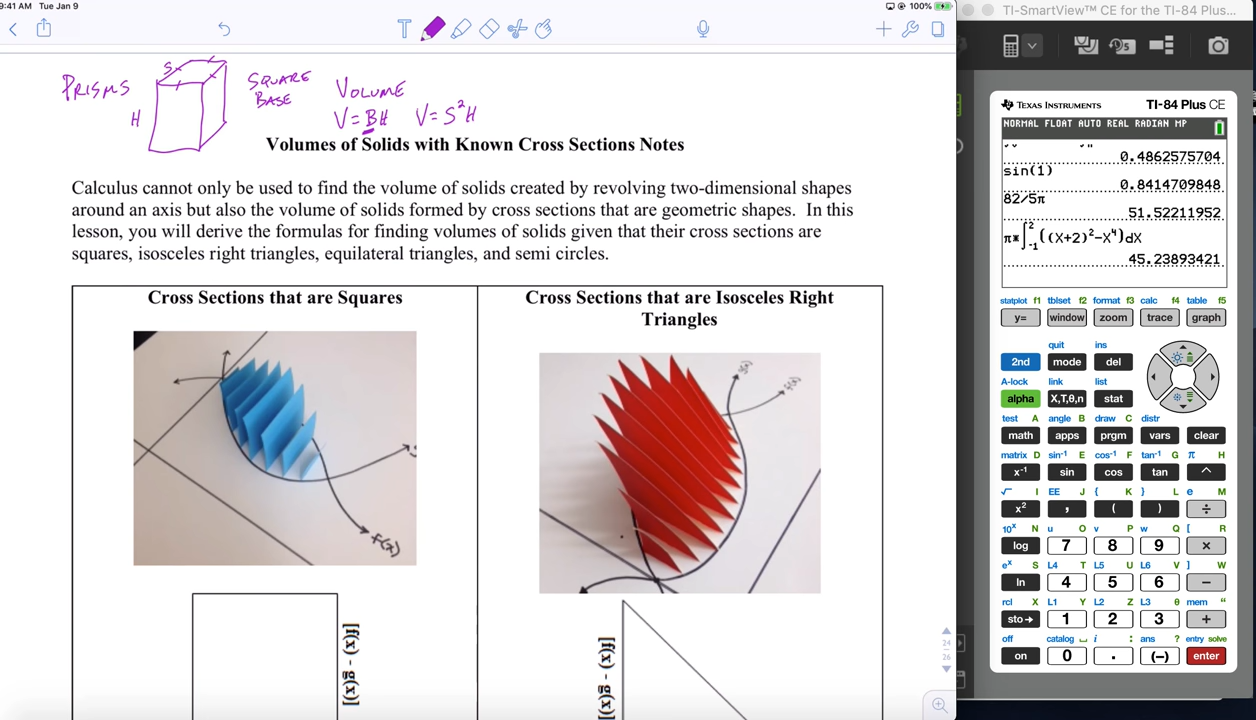 9:41 AM Tue Jan 9
100%
TI-SmartView™ CE for the TI-84 Plus...
PRISMS
S
H
SQUARE
BASE
VOLUME
V = BH V = S²H
Volumes of Solids with Known Cross Sections Notes
Calculus cannot only be used to find the volume of solids created by revolving two-dimensional shapes
around an axis but also the volume of solids formed by cross sections that are geometric shapes. In this
lesson, you will derive the formulas for finding volumes of solids given that their cross sections are
squares, isosceles right triangles, equilateral triangles, and semi circles.
Cross Sections that are Squares
f(x)
[f(x) - g(x)]
Cross Sections that are Isosceles Right
Triangles
g(x)
f(x)
[f(x) - g(x)]
24
26
TEXAS INSTRUMENTS TI-84 Plus CE
NORMAL FLOAT AUTO REAL RADIAN MP
0.4862575704
sin(1)
0.8414709848
82/5π
51.52211952
π*∫₋₁²((X+2)²-X⁴)dX
45.23893421
statplot f1 tblset f2 format f3 calc f4 table f5
y= window zoom trace graph
quit ins
2nd mode del
A-lock link list
alpha X,T,θ,n stat
test A angle B draw C distr
math apps prgm vars clear
matrix D sin⁻¹ E cos⁻¹ F tan⁻¹ G π H
x⁻¹ sin cos tan ^
√ I EE J { K } L e M
x² , ( ) ÷
10ˣ N u O v P w Q [ R
log 7 8 9 ×
eˣ S L4 T L5 U L6 V ] W
ln 4 5 6 −
rcl X L1 Y L2 Z L3 θ mem “
sto→ 1 2 3 +
off catalog ␣ i : ans ? entry solve
on 0 . (−) enter